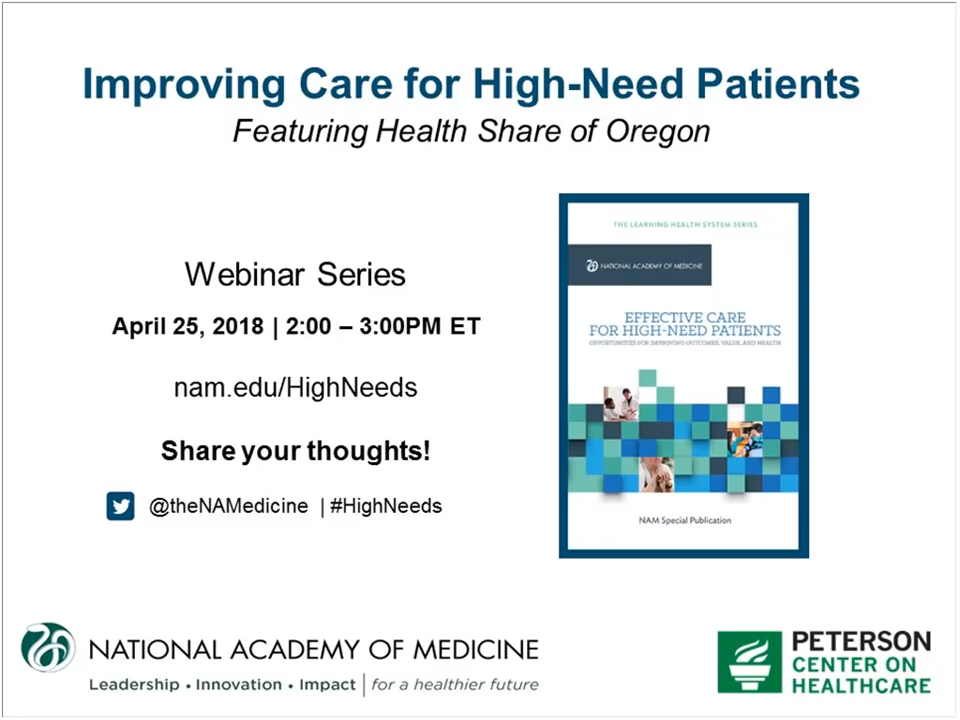 Improving Care for High-Need Patients
Featuring Health Share of Oregon
Webinar Series
April 25, 2018 | 2:00 – 3:00PM ET
nam.edu/HighNeeds
Share your thoughts!
@theNAMedicine | #HighNeeds
THE LEARNING HEALTH SYSTEM SERIES
NATIONAL ACADEMY OF MEDICINE
EFFECTIVE CARE
FOR HIGH-NEED PATIENTS
OPPORTUNITIES FOR IMPROVING OUTCOMES, VALUE, AND HEALTH
NAM Special Publication
NATIONAL ACADEMY OF MEDICINE
Leadership • Innovation • Impact | for a healthier future
PETERSON
CENTER ON
HEALTHCARE